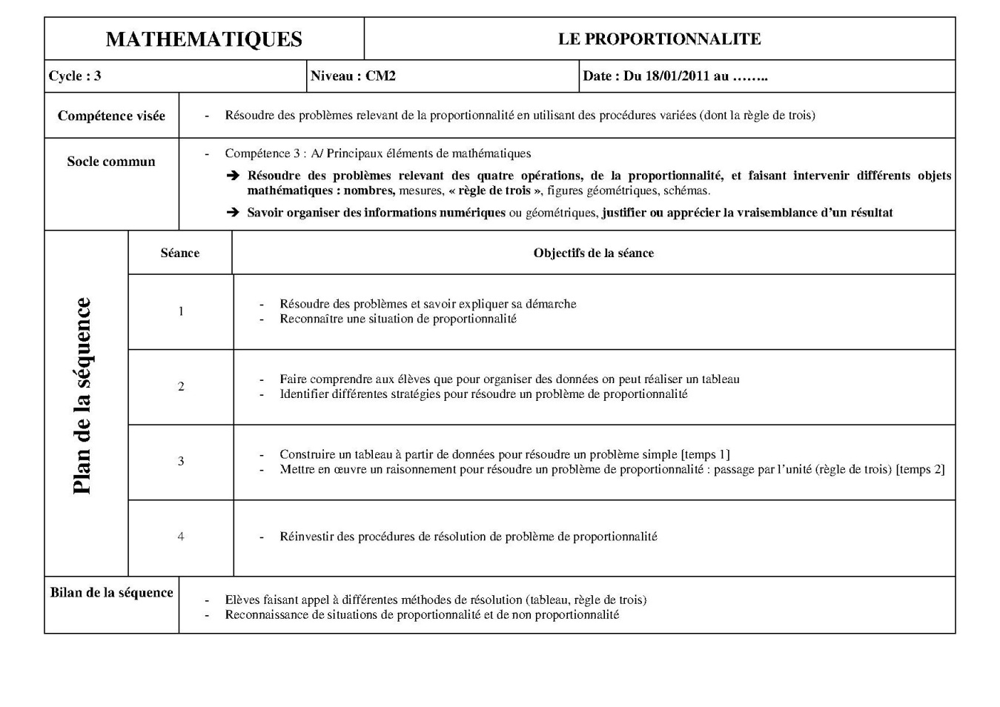 MATHEMATIQUES
LE PROPORTIONNALITE
Cycle : 3
Niveau : CM2
Date : Du 18/01/2011 au ……..
Compétence visée
- Résoudre des problèmes relevant de la proportionnalité en utilisant des procédures variées (dont la règle de trois)
Socle commun
- Compétence 3 : A/ Principaux éléments de mathématiques
➔ Résoudre des problèmes relevant des quatre opérations, de la proportionnalité, et faisant intervenir différents objets
mathématiques : nombres, mesures, « règle de trois », figures géométriques, schémas.
➔ Savoir organiser des informations numériques ou géométriques, justifier ou apprécier la vraisemblance d’un résultat
Plan de la séquence
Séance
Objectifs de la séance
1
- Résoudre des problèmes et savoir expliquer sa démarche
- Reconnaître une situation de proportionnalité
2
- Faire comprendre aux élèves que pour organiser des données on peut réaliser un tableau
- Identifier différentes stratégies pour résoudre un problème de proportionnalité
3
- Construire un tableau à partir de données pour résoudre un problème simple [temps 1]
- Mettre en œuvre un raisonnement pour résoudre un problème de proportionnalité : passage par l’unité (règle de trois) [temps 2]
4
- Réinvestir des procédures de résolution de problème de proportionnalité
Bilan de la séquence
- Elèves faisant appel à différentes méthodes de résolution (tableau, règle de trois)
- Reconnaissance de situations de proportionnalité et de non proportionnalité